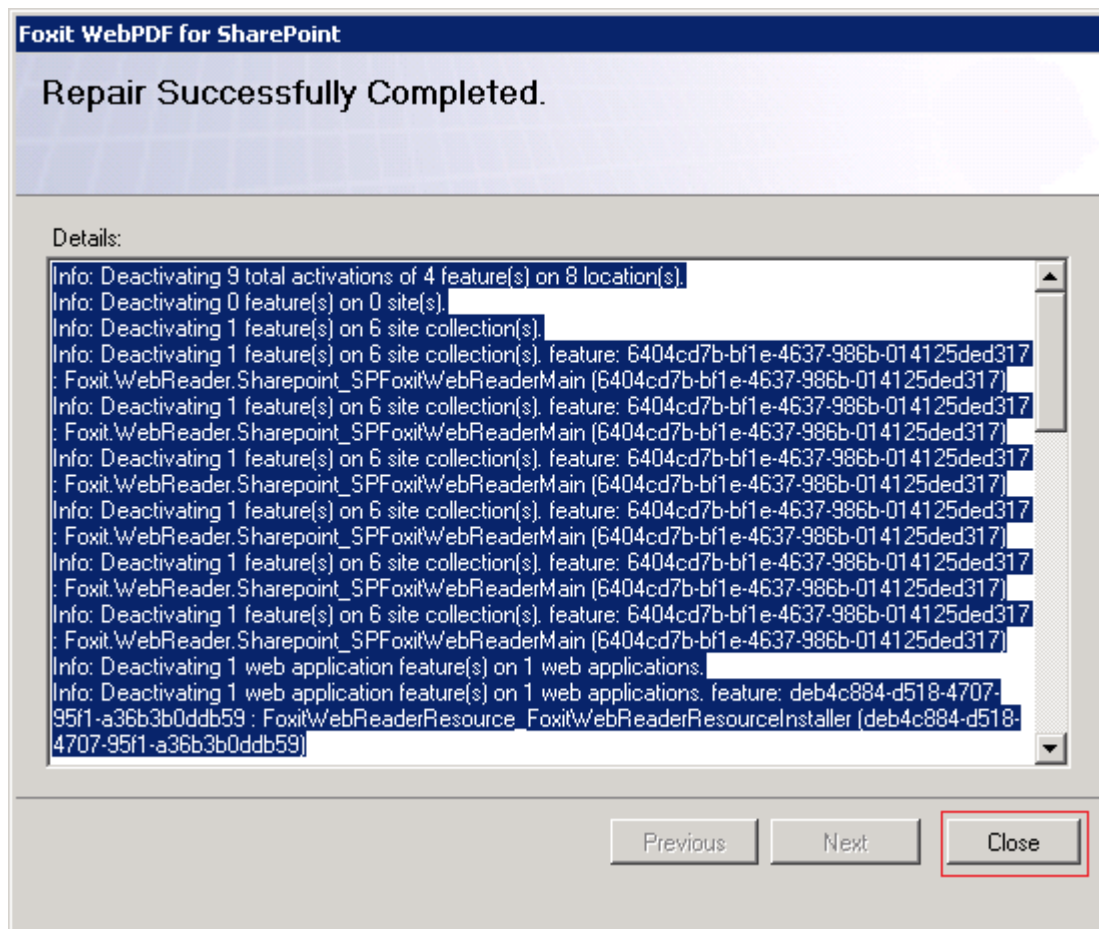 Foxit WebPDF for SharePoint
Repair Successfully Completed.
Details:
Info: Deactivating 9 total activations of 4 feature(s) on 8 location(s).
Info: Deactivating 0 feature(s) on 0 site(s).
Info: Deactivating 1 feature(s) on 6 site collection(s).
Info: Deactivating 1 feature(s) on 6 site collection(s). feature: 6404cd7b-bf1e-4637-986b-014125ded317
: Foxit.WebReader.Sharepoint_SPFoxitWebReaderMain (6404cd7b-bf1e-4637-986b-014125ded317)
Info: Deactivating 1 feature(s) on 6 site collection(s). feature: 6404cd7b-bf1e-4637-986b-014125ded317
: Foxit.WebReader.Sharepoint_SPFoxitWebReaderMain (6404cd7b-bf1e-4637-986b-014125ded317)
Info: Deactivating 1 feature(s) on 6 site collection(s). feature: 6404cd7b-bf1e-4637-986b-014125ded317
: Foxit.WebReader.Sharepoint_SPFoxitWebReaderMain (6404cd7b-bf1e-4637-986b-014125ded317)
Info: Deactivating 1 feature(s) on 6 site collection(s). feature: 6404cd7b-bf1e-4637-986b-014125ded317
: Foxit.WebReader.Sharepoint_SPFoxitWebReaderMain (6404cd7b-bf1e-4637-986b-014125ded317)
Info: Deactivating 1 feature(s) on 6 site collection(s). feature: 6404cd7b-bf1e-4637-986b-014125ded317
: Foxit.WebReader.Sharepoint_SPFoxitWebReaderMain (6404cd7b-bf1e-4637-986b-014125ded317)
Info: Deactivating 1 feature(s) on 6 site collection(s). feature: 6404cd7b-bf1e-4637-986b-014125ded317
: Foxit.WebReader.Sharepoint_SPFoxitWebReaderMain (6404cd7b-bf1e-4637-986b-014125ded317)
Info: Deactivating 1 web application feature(s) on 1 web applications.
Info: Deactivating 1 web application feature(s) on 1 web applications. feature: deb4c884-d518-4707-
95f1-a36b3b0ddb59 : FoxitWebReaderResource_FoxitWebReaderResourceInstaller (deb4c884-d518-
4707-95f1-a36b3b0ddb59)
Previous
Next
Close